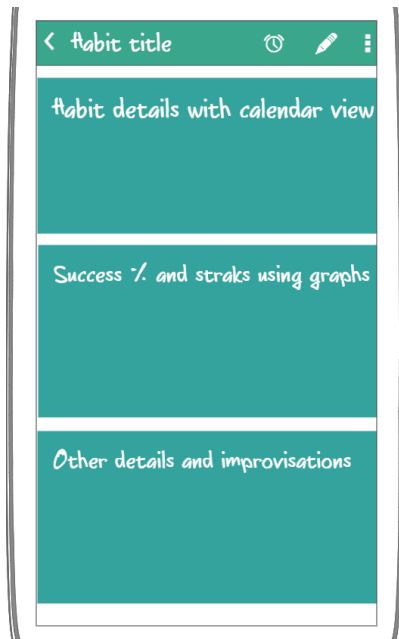 Habit title
Habit details with calendar view
Success % and straks using graphs
Other details and improvisations